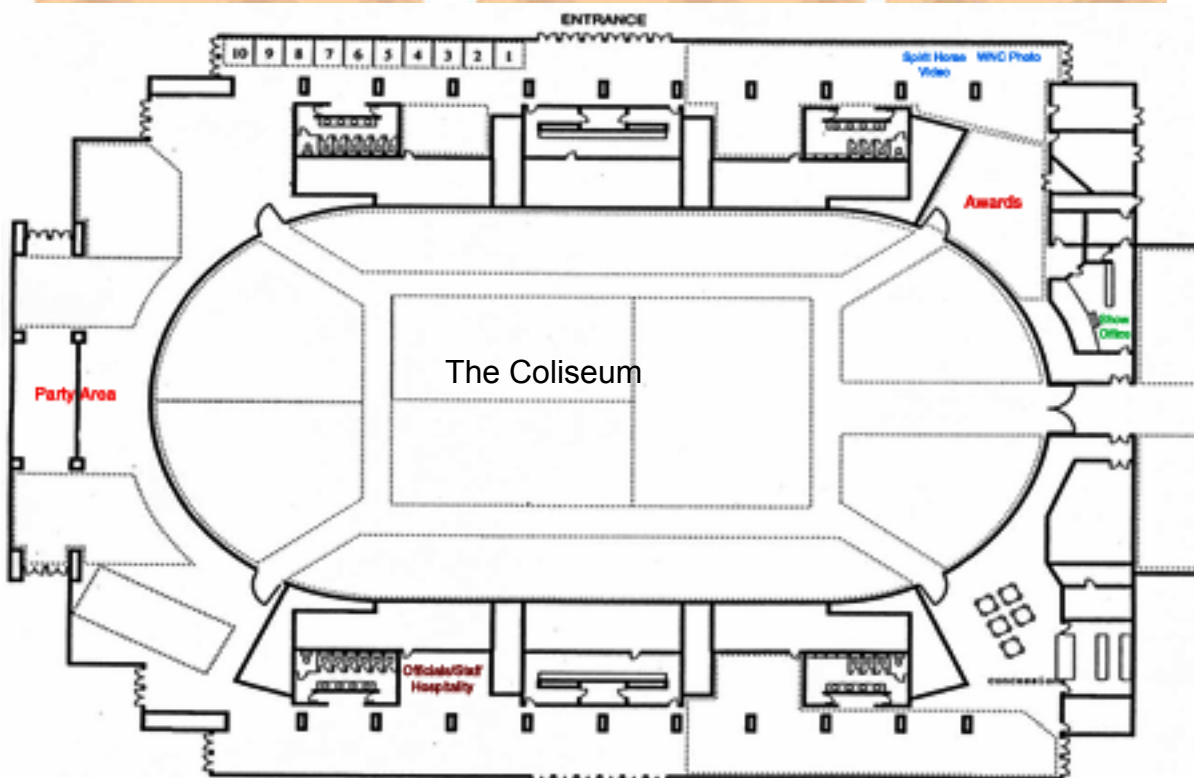 ENTRANCE
10 9 8 7 6 5 4 3 2 1
Spirit Horse
Video
WNC Photo
Awards
Show
Office
The Coliseum
Party Area
Officials/Staff
Hospitality
concession